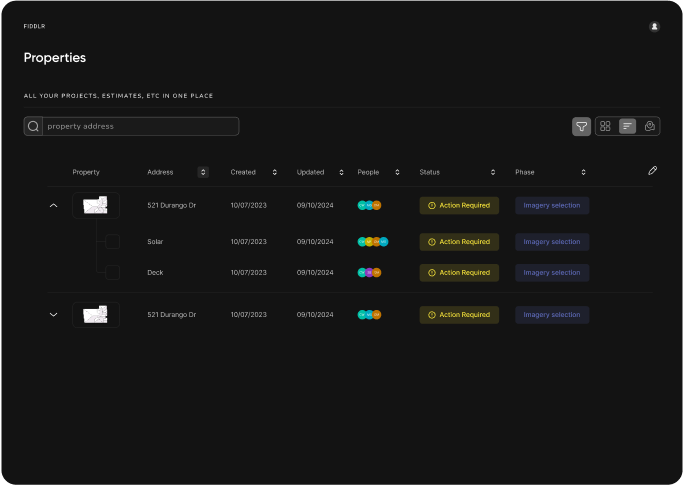 FIDDLR
Properties
ALL YOUR PROJECTS, ESTIMATES, ETC IN ONE PLACE
property address
Property Address Created Updated People Status Phase
521 Durango Dr 10/07/2023 09/10/2024 Action Required Imagery selection
Solar 10/07/2023 09/10/2024 Action Required Imagery selection
Deck 10/07/2023 09/10/2024 Action Required Imagery selection
521 Durango Dr 10/07/2023 09/10/2024 Action Required Imagery selection